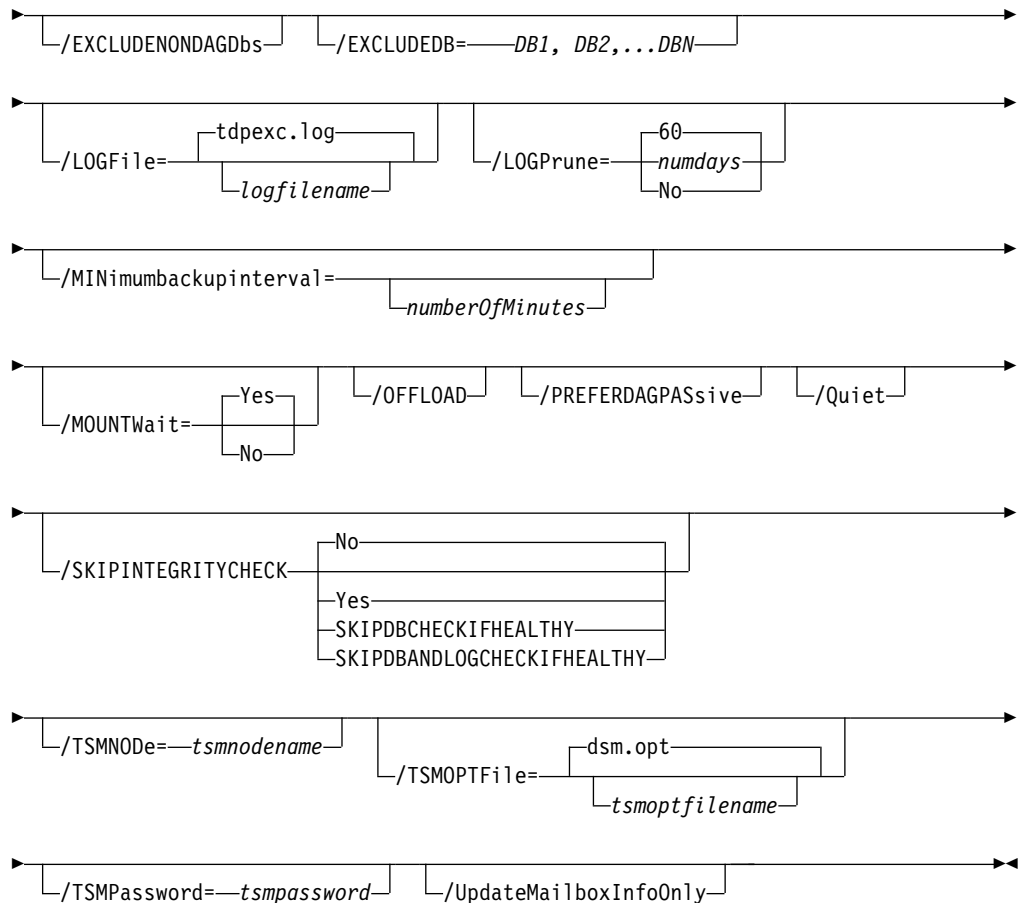 /EXCLUDENONDAGDbs /EXCLUDEDB= DB1, DB2,...DBN
tdpexc.log
/LOGFile=
logfilename
60
/LOGPrune= numdays
No
/MINimumbackupinterval=
numberOfMinutes
Yes
/MOUNTWait=
No
/OFFLOAD /PREFERDAGPASsive /Quiet
No
/SKIPINTEGRITYCHECK
Yes
SKIPDBCHECKIFHEALTHY
SKIPDBANDLOGCHECKIFHEALTHY
/TSMNODe= tsmnodename
dsm.opt
/TSMOPTFile=
tsmoptfilename
/TSMPassword= tsmpassword /UpdateMailboxInfoOnly